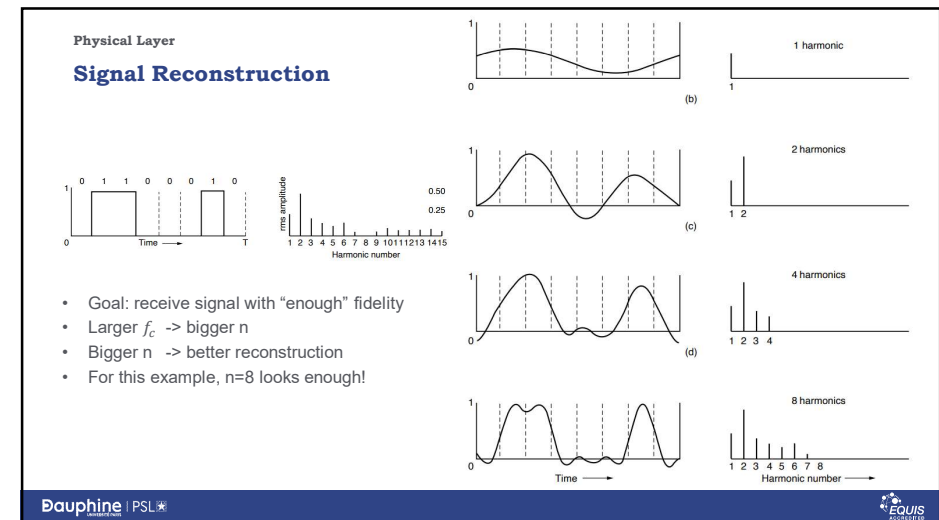 Physical Layer
Signal Reconstruction
0 1 1 0 0 0 1 0
1
0
Time
T
rms amplitude
0.50
0.25
1 2 3 4 5 6 7 8 9 10 11 12 13 14 15
Harmonic number
• Goal: receive signal with “enough” fidelity
• Larger f_c -> bigger n
• Bigger n -> better reconstruction
• For this example, n=8 looks enough!
1
0
(b)
1 harmonic
1
1
0
(c)
2 harmonics
1 2
1
0
(d)
4 harmonics
1 2 3 4
1
0
Time
8 harmonics
1 2 3 4 5 6 7 8
Harmonic number
Dauphine | PSL
UNIVERSITÉ PARIS
EQUIS
ACCREDITED